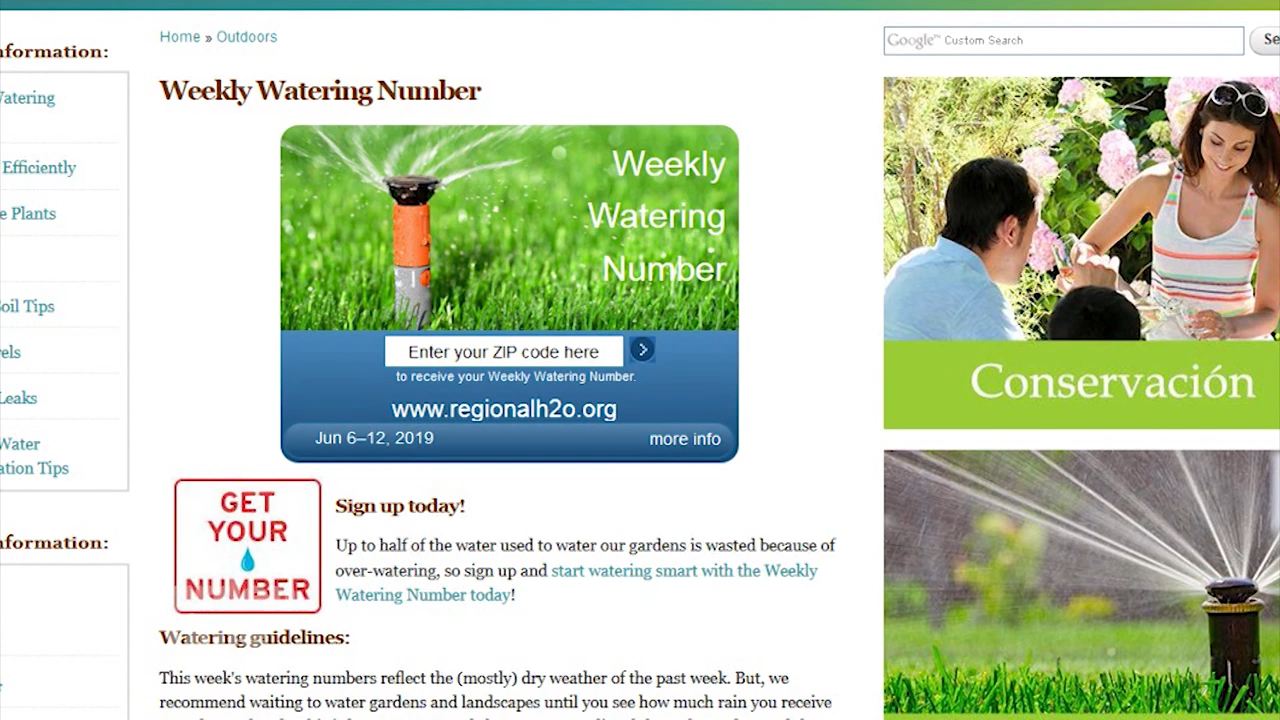 Home » Outdoors
Google™ Custom Search
Se
nformation:
Watering
Efficiently
e Plants
Soil Tips
rels
Leaks
Water
ation Tips
nformation:
Weekly Watering Number
Weekly
Watering
Number
Enter your ZIP code here
to receive your Weekly Watering Number.
www.regionalh2o.org
Jun 6–12, 2019
more info
GET
YOUR
NUMBER
Sign up today!
Up to half of the water used to water our gardens is wasted because of
over-watering, so sign up and start watering smart with the Weekly
Watering Number today!
Watering guidelines:
This week's watering numbers reflect the (mostly) dry weather of the past week. But, we
recommend waiting to water gardens and landscapes until you see how much rain you receive
Conservación